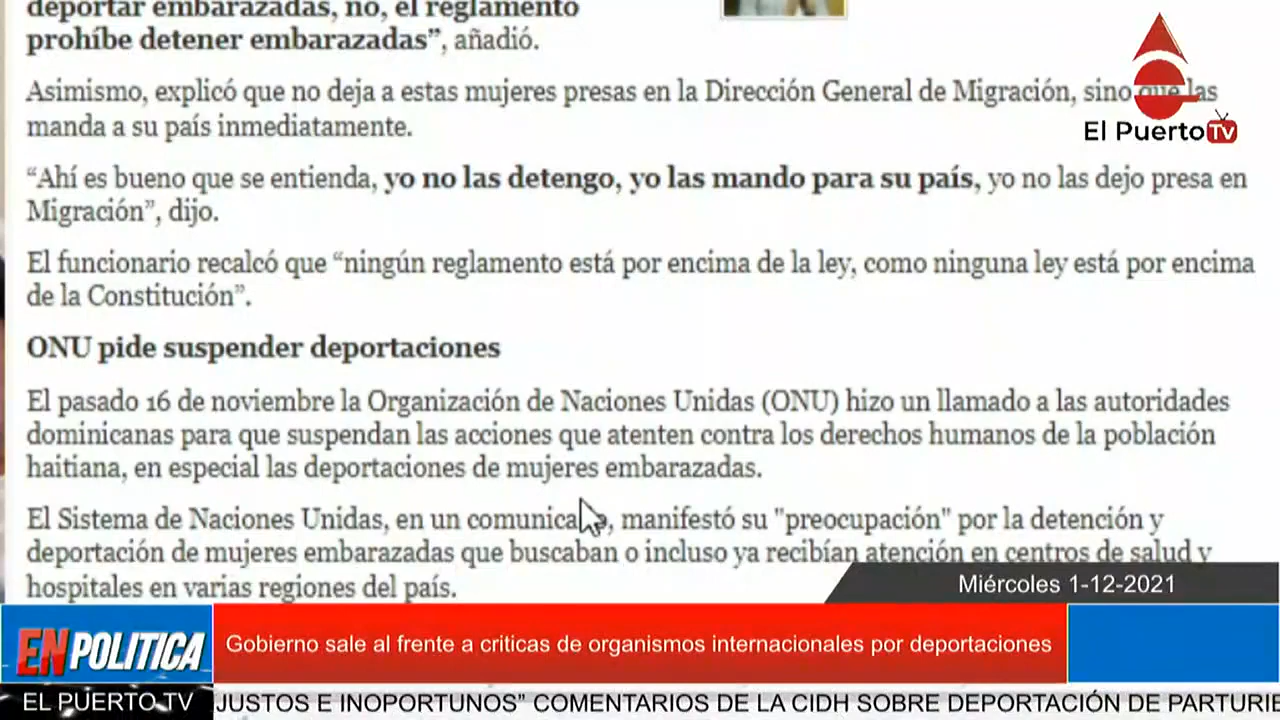 deportar embarazadas, no, el reglamento
prohíbe detener embarazadas”, añadió.
Asimismo, explicó que no deja a estas mujeres presas en la Dirección General de Migración, sino que las
manda a su país inmediatamente.
“Ahí es bueno que se entienda, yo no las detengo, yo las mando para su país, yo no las dejo presa en
Migración”, dijo.
El funcionario recalcó que “ningún reglamento está por encima de la ley, como ninguna ley está por encima
de la Constitución”.
ONU pide suspender deportaciones
El pasado 16 de noviembre la Organización de Naciones Unidas (ONU) hizo un llamado a las autoridades
dominicanas para que suspendan las acciones que atenten contra los derechos humanos de la población
haitiana, en especial las deportaciones de mujeres embarazadas.
El Sistema de Naciones Unidas, en un comunicado, manifestó su "preocupación" por la detención y
deportación de mujeres embarazadas que buscaban o incluso ya recibían atención en centros de salud y
hospitales en varias regiones del país.
El Puerto TV
Miércoles 1-12-2021
EN POLITICA
Gobierno sale al frente a criticas de organismos internacionales por deportaciones
EL PUERTO TV
JUSTOS E INOPORTUNOS” COMENTARIOS DE LA CIDH SOBRE DEPORTACIÓN DE PARTURIE